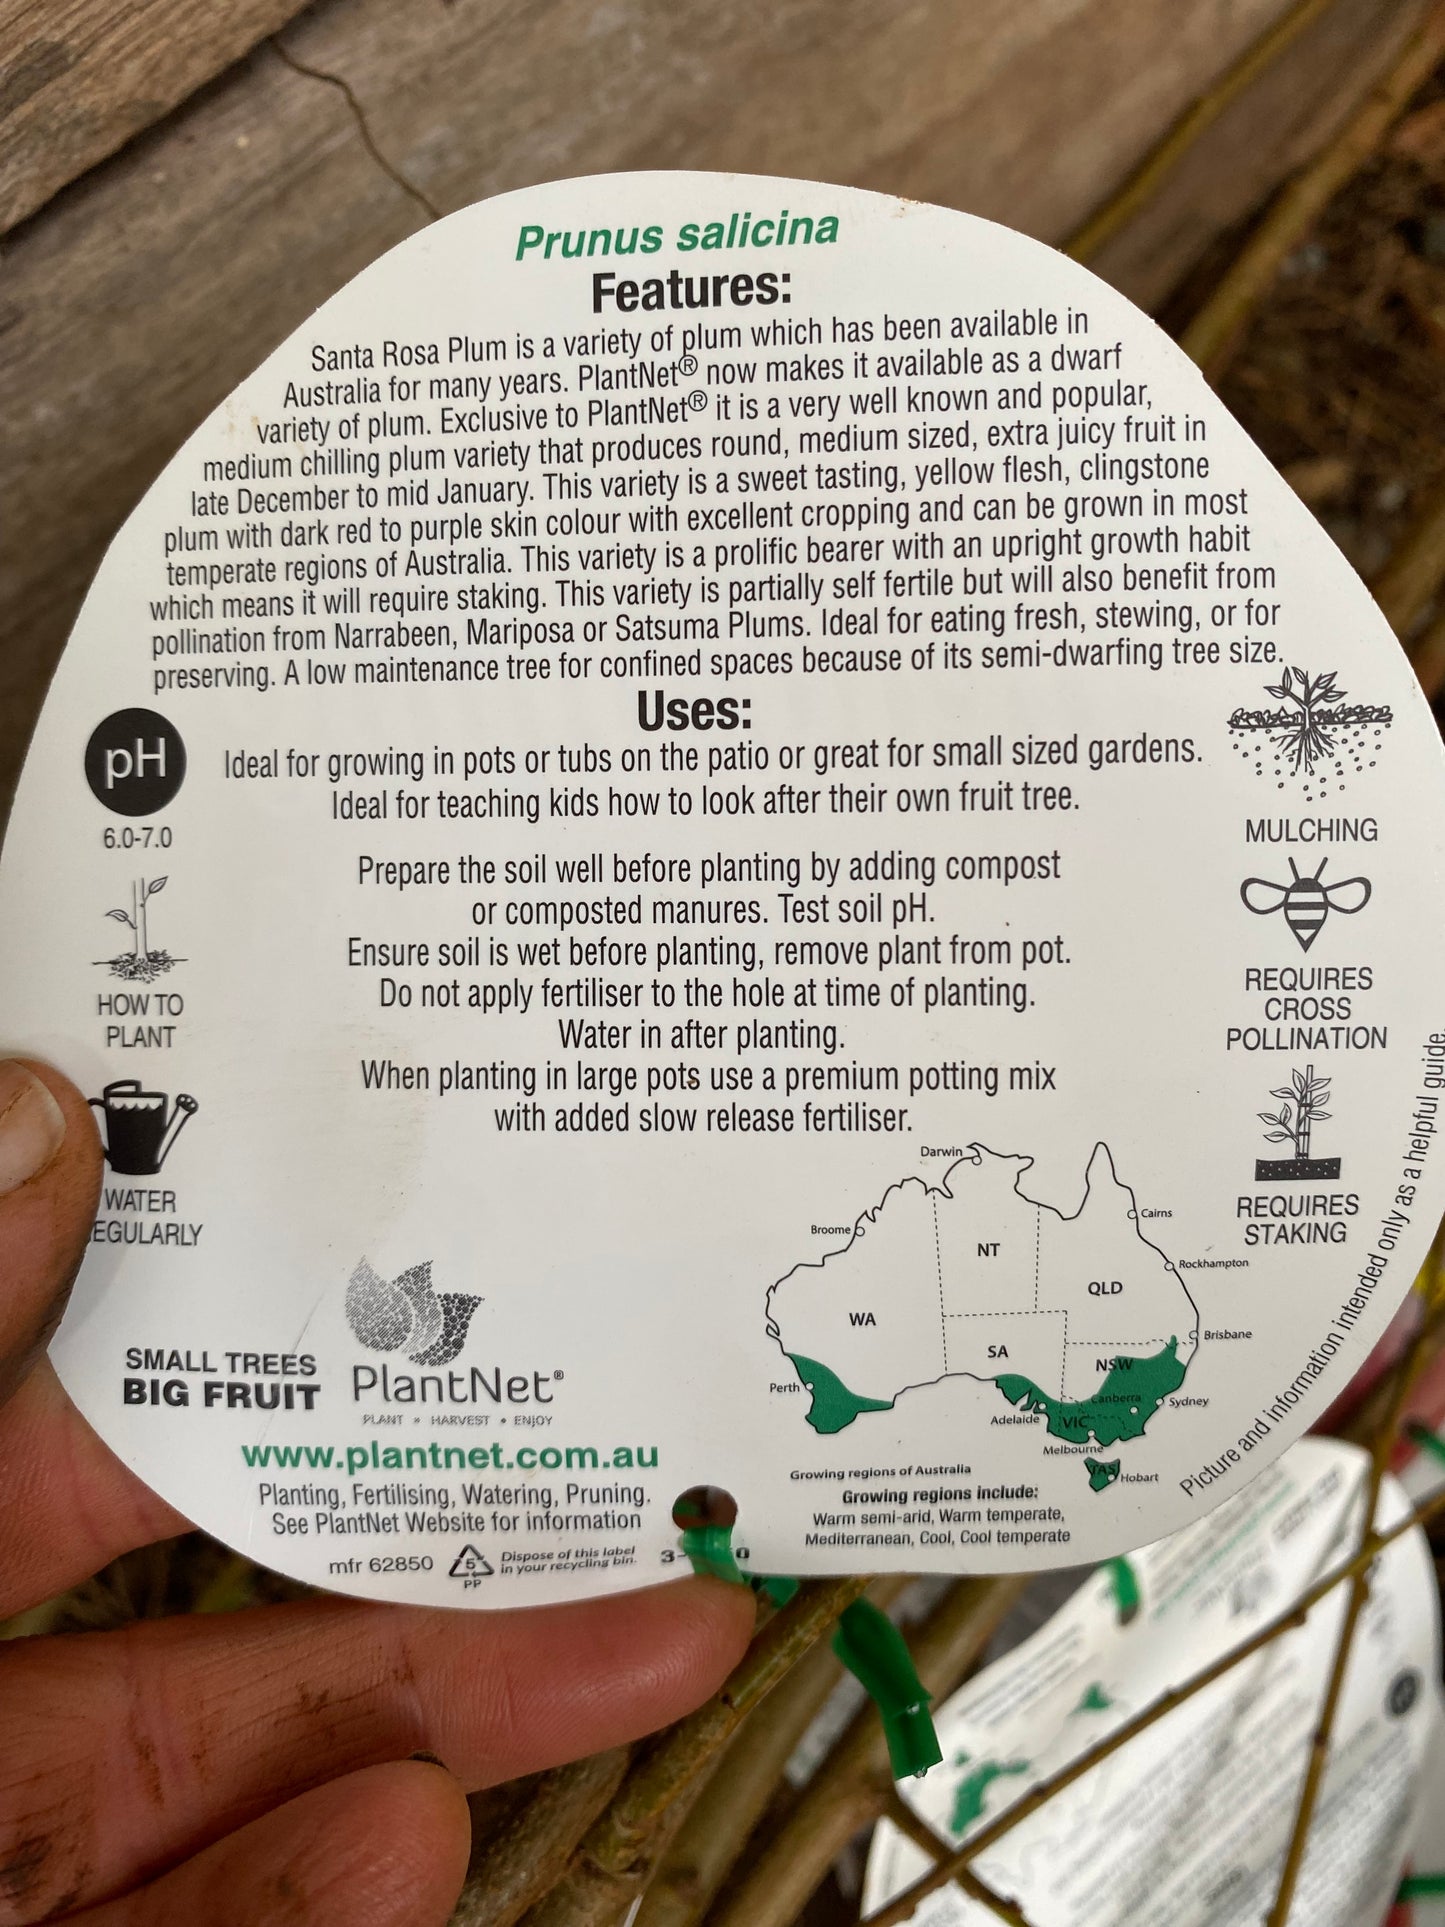 Prunus salicina
Features:
Santa Rosa Plum is a variety of plum which has been available in
Australia for many years. PlantNet® now makes it available as a dwarf
variety of plum. Exclusive to PlantNet® it is a very well known and popular,
medium chilling plum variety that produces round, medium sized, extra juicy fruit in
late December to mid January. This variety is a sweet tasting, yellow flesh, clingstone
plum with dark red to purple skin colour with excellent cropping and can be grown in most
temperate regions of Australia. This variety is a prolific bearer with an upright growth habit
which means it will require staking. This variety is partially self fertile but will also benefit from
pollination from Narrabeen, Mariposa or Satsuma Plums. Ideal for eating fresh, stewing, or for
preserving. A low maintenance tree for confined spaces because of its semi-dwarfing tree size.
Uses:
Ideal for growing in pots or tubs on the patio or great for small sized gardens.
Ideal for teaching kids how to look after their own fruit tree.
Prepare the soil well before planting by adding compost
or composted manures. Test soil pH.
Ensure soil is wet before planting, remove plant from pot.
Do not apply fertiliser to the hole at time of planting.
Water in after planting.
When planting in large pots use a premium potting mix
with added slow release fertiliser.
pH
6.0-7.0
HOW TO
PLANT
WATER
EGULARLY
MULCHING
REQUIRES
CROSS
POLLINATION
REQUIRES
STAKING
Picture and information intended only as a helpful guide.
Darwin
Broome
Cairns
NT
Rockhampton
QLD
WA
Brisbane
SA
NSW
Perth
Canberra
Sydney
Adelaide
VIC
Melbourne
TAS
Hobart
Growing regions of Australia
Growing regions include:
Warm semi-arid, Warm temperate,
Mediterranean, Cool, Cool temperate
SMALL TREES
BIG FRUIT
PlantNet®
PLANT • HARVEST • ENJOY
www.plantnet.com.au
Planting, Fertilising, Watering, Pruning.
See PlantNet Website for information
mfr 62850
5
PP
Dispose of this label
in your recycling bin.